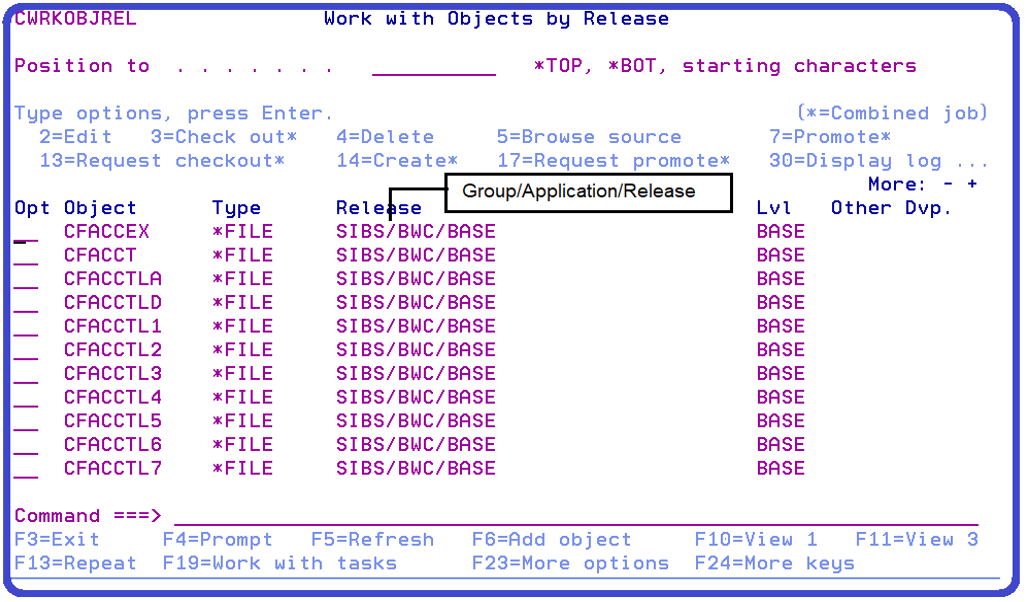 CWRKOBJREL Work with Objects by Release
Position to . . . . . . . __________ *TOP, *BOT, starting characters
Type options, press Enter. (*=Combined job)
2=Edit 3=Check out* 4=Delete 5=Browse source 7=Promote*
13=Request checkout* 14=Create* 17=Request promote* 30=Display log ...
More: - +
Group/Application/Release
Opt Object Type Release Lvl Other Dvp.
__ CFACCEX *FILE SIBS/BWC/BASE BASE
__ CFACCT *FILE SIBS/BWC/BASE BASE
__ CFACCTLA *FILE SIBS/BWC/BASE BASE
__ CFACCTLD *FILE SIBS/BWC/BASE BASE
__ CFACCTL1 *FILE SIBS/BWC/BASE BASE
__ CFACCTL2 *FILE SIBS/BWC/BASE BASE
__ CFACCTL3 *FILE SIBS/BWC/BASE BASE
__ CFACCTL4 *FILE SIBS/BWC/BASE BASE
__ CFACCTL5 *FILE SIBS/BWC/BASE BASE
__ CFACCTL6 *FILE SIBS/BWC/BASE BASE
__ CFACCTL7 *FILE SIBS/BWC/BASE BASE
Command ===>
F3=Exit F4=Prompt F5=Refresh F6=Add object F10=View 1 F11=View 3
F13=Repeat F19=Work with tasks F23=More options F24=More keys